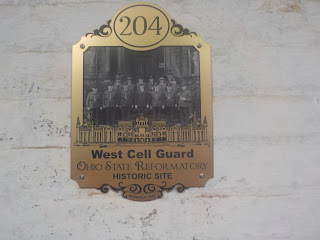 204
West Cell Guard
OHIO STATE REFORMATORY
HISTORIC SITE